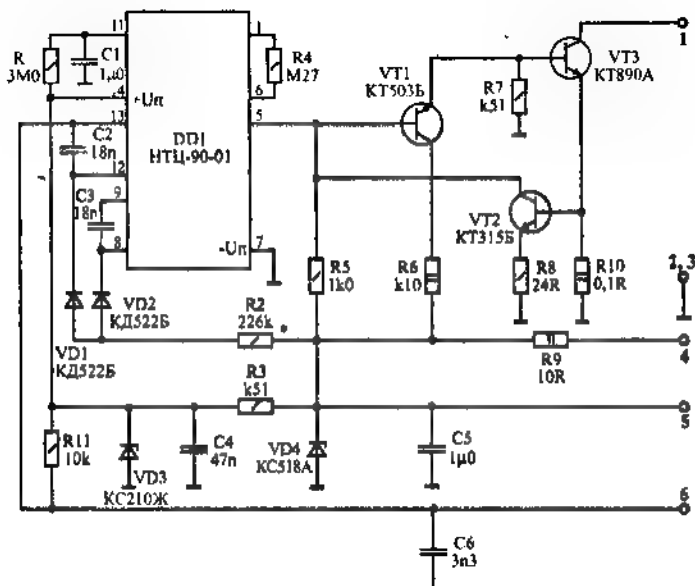 11
1
1
R
3M0
C1
1µ0
R4
M27
VT1
КТ503Б
VT3
КТ890А
14
-Uп
6
R7
k51
13
5
C2
18n
DD1
НТЦ-90-01
12
9
VT2
КТ315Б
C3
18n
8
-Uп
7
R5
1k0
R6
k10
R8
24R
R10
0,1R
2, 3
VD2
КД522Б
R2
226k
*
VD1
КД522Б
R9
10R
4
R3
k51
5
R11
10k
VD3
КС210Ж
C4
47n
VD4
КС518А
C5
1µ0
6
C6
3n3